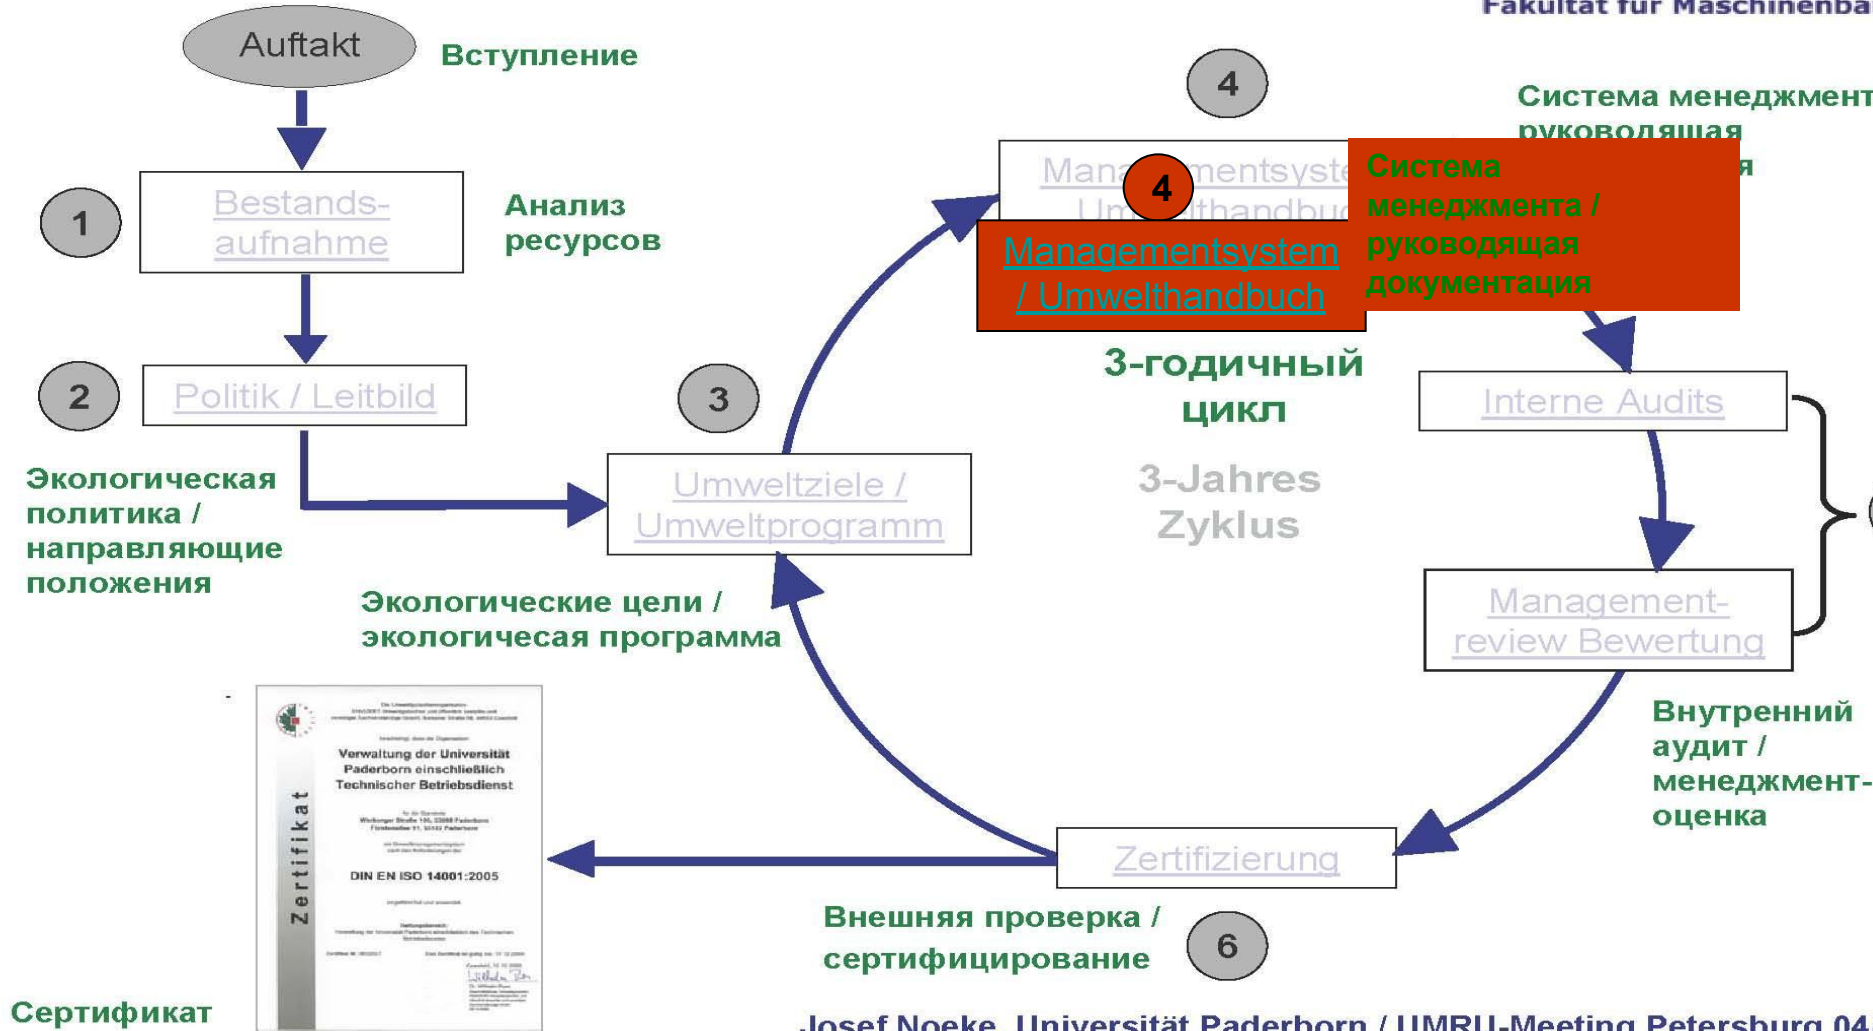 Fakultät für Maschinenba
Auftakt
Вступление
4
Система менеджмент
руководящая
я
Bestands-
aufnahme
1
Анализ
ресурсов
4
Managementsystem
/ Umwelthandbuch
Система
менеджмента /
руководящая
документация
2
Politik / Leitbild
3
3-годичный
цикл
3-Jahres
Zyklus
Interne Audits
Экологическая
политика /
направляющие
положения
Umweltziele /
Umweltprogramm
Экологические цели /
экологичесая программа
Management-
review Bewertung
Внутренний
аудит /
менеджмент-
оценка
Zertifikat
Verwaltung der Universität
Paderborn einschließlich
Technischer Betriebsdienst
DIN EN ISO 14001:2005
Zertifizierung
Внешняя проверка /
сертифицирование
6
Сертификат
Josef Noeke, Universität Paderborn / UMRU-Meeting Petersburg 04